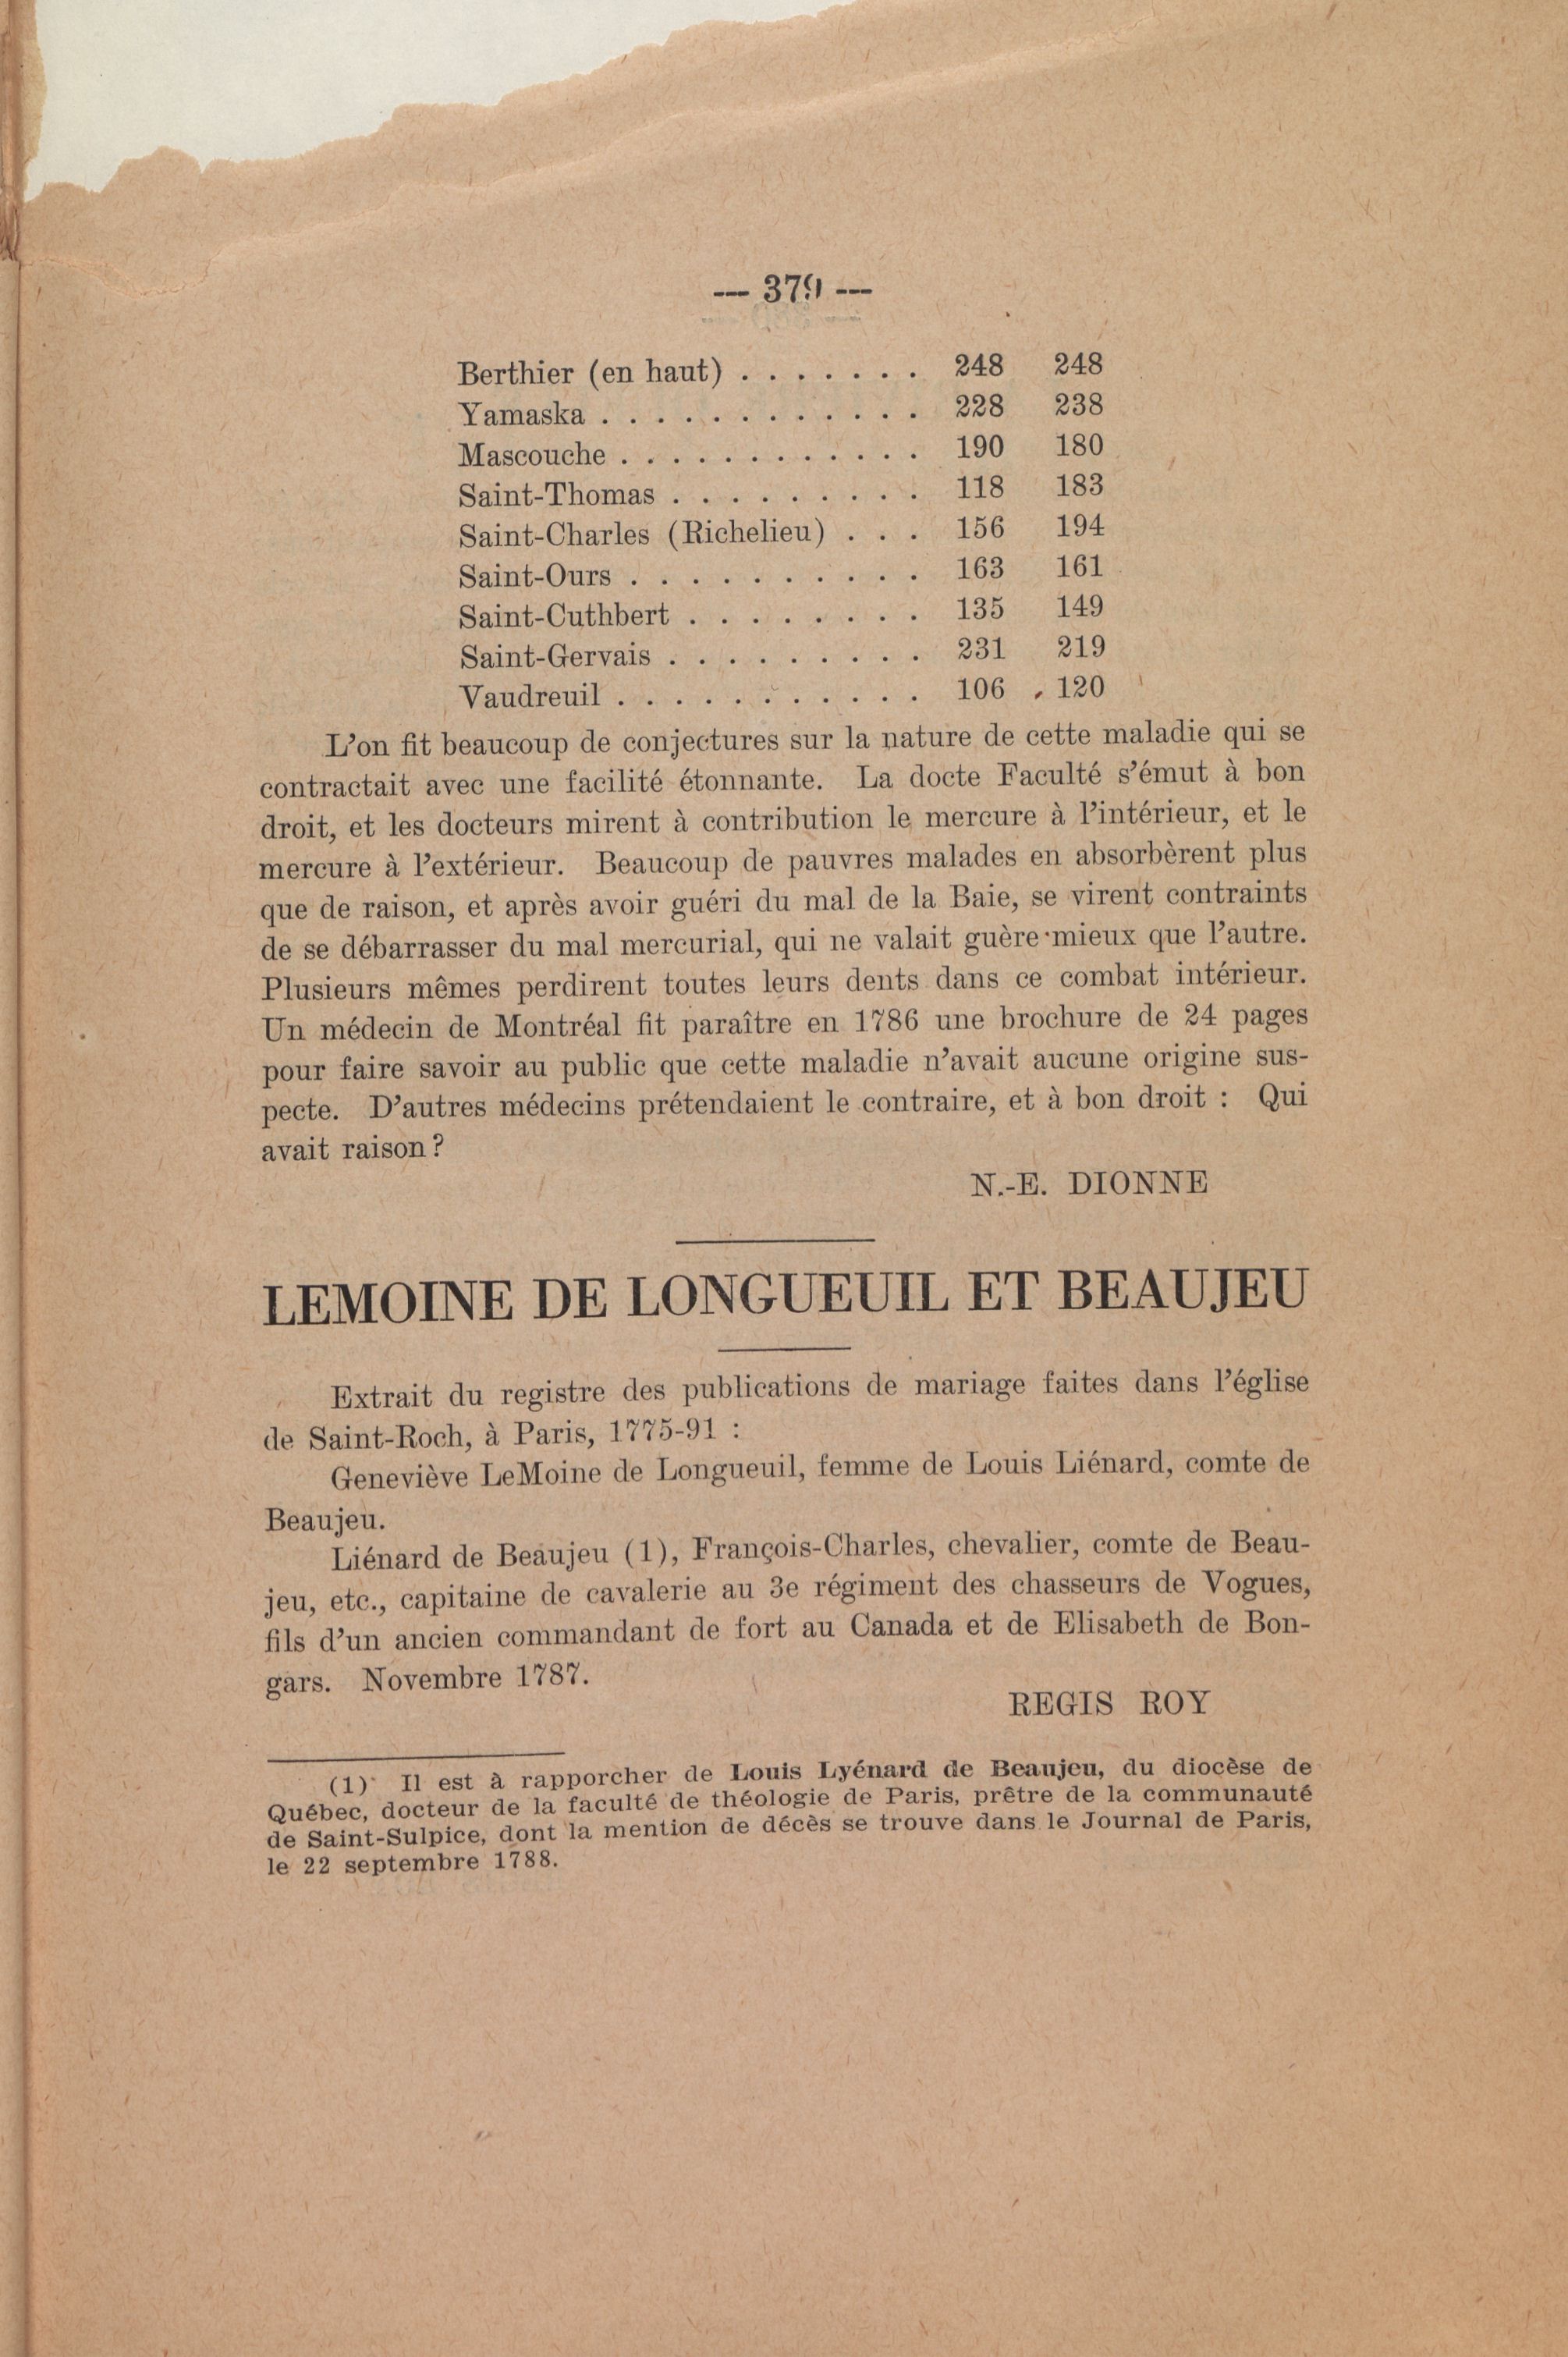 — 379 —
Berthier (en haut) . . . . . . . 248 248
Yamaska . . . . . . . . . . . . 228 238
Mascouche . . . . . . . . . . . 190 180
Saint-Thomas . . . . . . . . . 118 183
Saint-Charles (Richelieu) . . . 156 194
Saint-Ours . . . . . . . . . . 163 161
Saint-Cuthbert . . . . . . . . 135 149
Saint-Gervais . . . . . . . . . 231 219
Vaudreuil . . . . . . . . . . . 106 120
L'on fit beaucoup de conjectures sur la nature de cette maladie qui se
contractait avec une facilité étonnante. La docte Faculté s'émut à bon
droit, et les docteurs mirent à contribution le mercure à l'intérieur, et le
mercure à l'extérieur. Beaucoup de pauvres malades en absorbèrent plus
que de raison, et après avoir guéri du mal de la Baie, se virent contraints
de se débarrasser du mal mercurial, qui ne valait guère mieux que l'autre.
Plusieurs mêmes perdirent toutes leurs dents dans ce combat intérieur.
Un médecin de Montréal fit paraître en 1786 une brochure de 24 pages
pour faire savoir au public que cette maladie n'avait aucune origine sus-
pecte. D'autres médecins prétendaient le contraire, et à bon droit : Qui
avait raison ?
N.-E. DIONNE
LEMOINE DE LONGUEUIL ET BEAUJEU
Extrait du registre des publications de mariage faites dans l'église
de Saint-Roch, à Paris, 1775-91 :
Geneviève LeMoine de Longueuil, femme de Louis Liénard, comte de
Beaujeu.
Liénard de Beaujeu (1), François-Charles, chevalier, comte de Beau-
jeu, etc., capitaine de cavalerie au 3e régiment des chasseurs de Vogues,
fils d'un ancien commandant de fort au Canada et de Elisabeth de Bon-
gars. Novembre 1787.
REGIS ROY
(1) Il est à rapporcher de Louis Lyénard de Beaujeu, du diocèse de
Québec, docteur de la faculté de théologie de Paris, prêtre de la communauté
de Saint-Sulpice, dont la mention de décès se trouve dans le Journal de Paris,
le 22 septembre 1788.